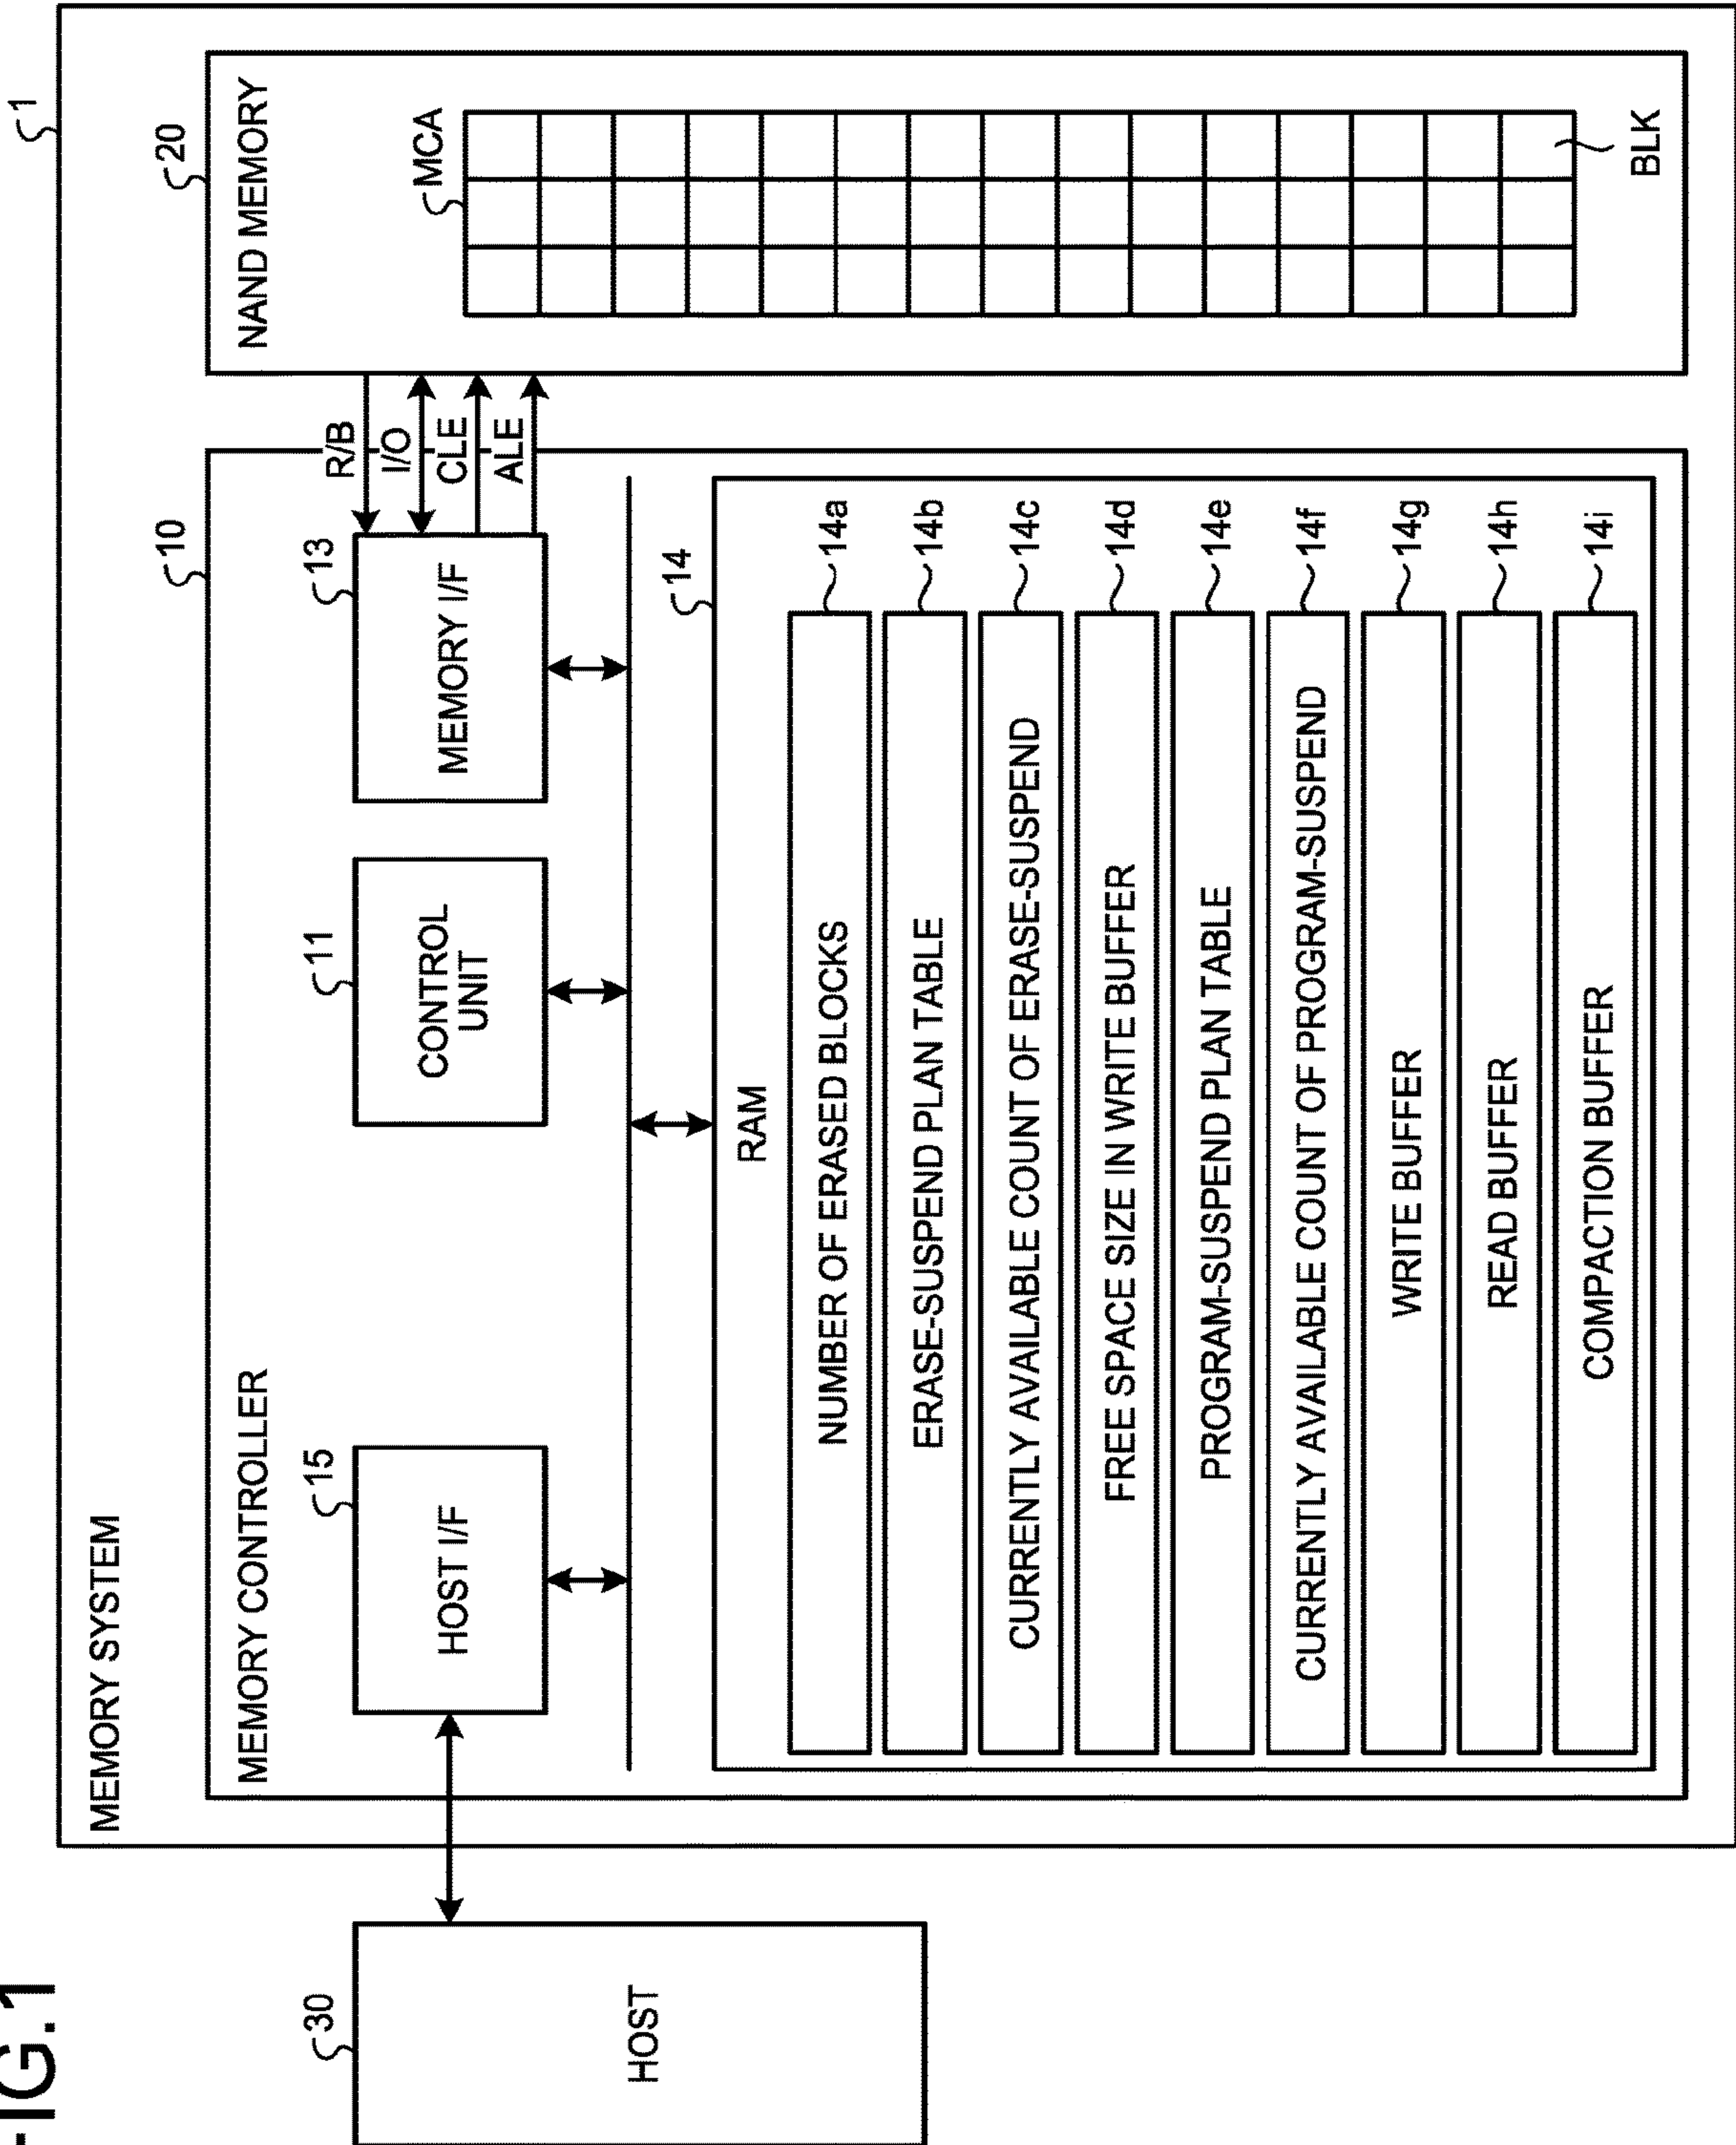 FIG.1
1
MEMORY SYSTEM
10
20
MEMORY CONTROLLER
NAND MEMORY
30
15
11
13
HOST
HOST I/F
CONTROL
UNIT
MEMORY I/F
R/B
I/O
CLE
ALE
MCA
BLK
14
RAM
NUMBER OF ERASED BLOCKS
14a
ERASE-SUSPEND PLAN TABLE
14b
CURRENTLY AVAILABLE COUNT OF ERASE-SUSPEND
14c
FREE SPACE SIZE IN WRITE BUFFER
14d
PROGRAM-SUSPEND PLAN TABLE
14e
CURRENTLY AVAILABLE COUNT OF PROGRAM-SUSPEND
14f
WRITE BUFFER
14g
READ BUFFER
14h
COMPACTION BUFFER
14i